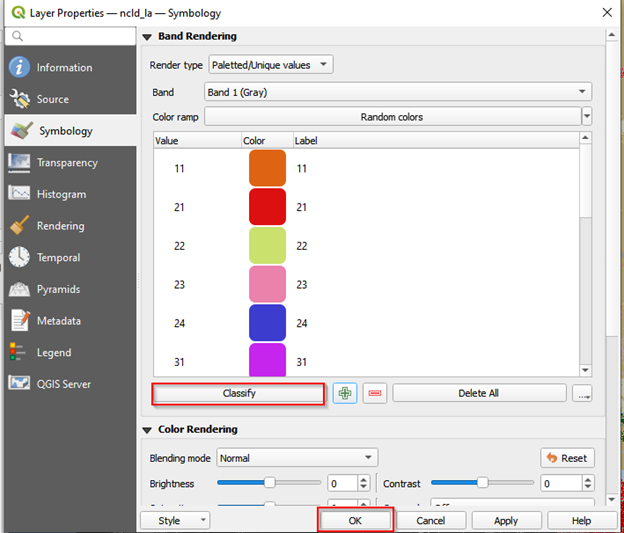 Layer Properties — ncld_la — Symbology
Information
Source
Symbology
Transparency
Histogram
Rendering
Temporal
Pyramids
Metadata
Legend
QGIS Server
Band Rendering
Render type Paletted/Unique values
Band Band 1 (Gray)
Color ramp Random colors
Value Color Label
11 11
21 21
22 22
23 23
24 24
31 31
Classify Delete All ...
Color Rendering
Blending mode Normal Reset
Brightness 0 Contrast 0
Style OK Cancel Apply Help